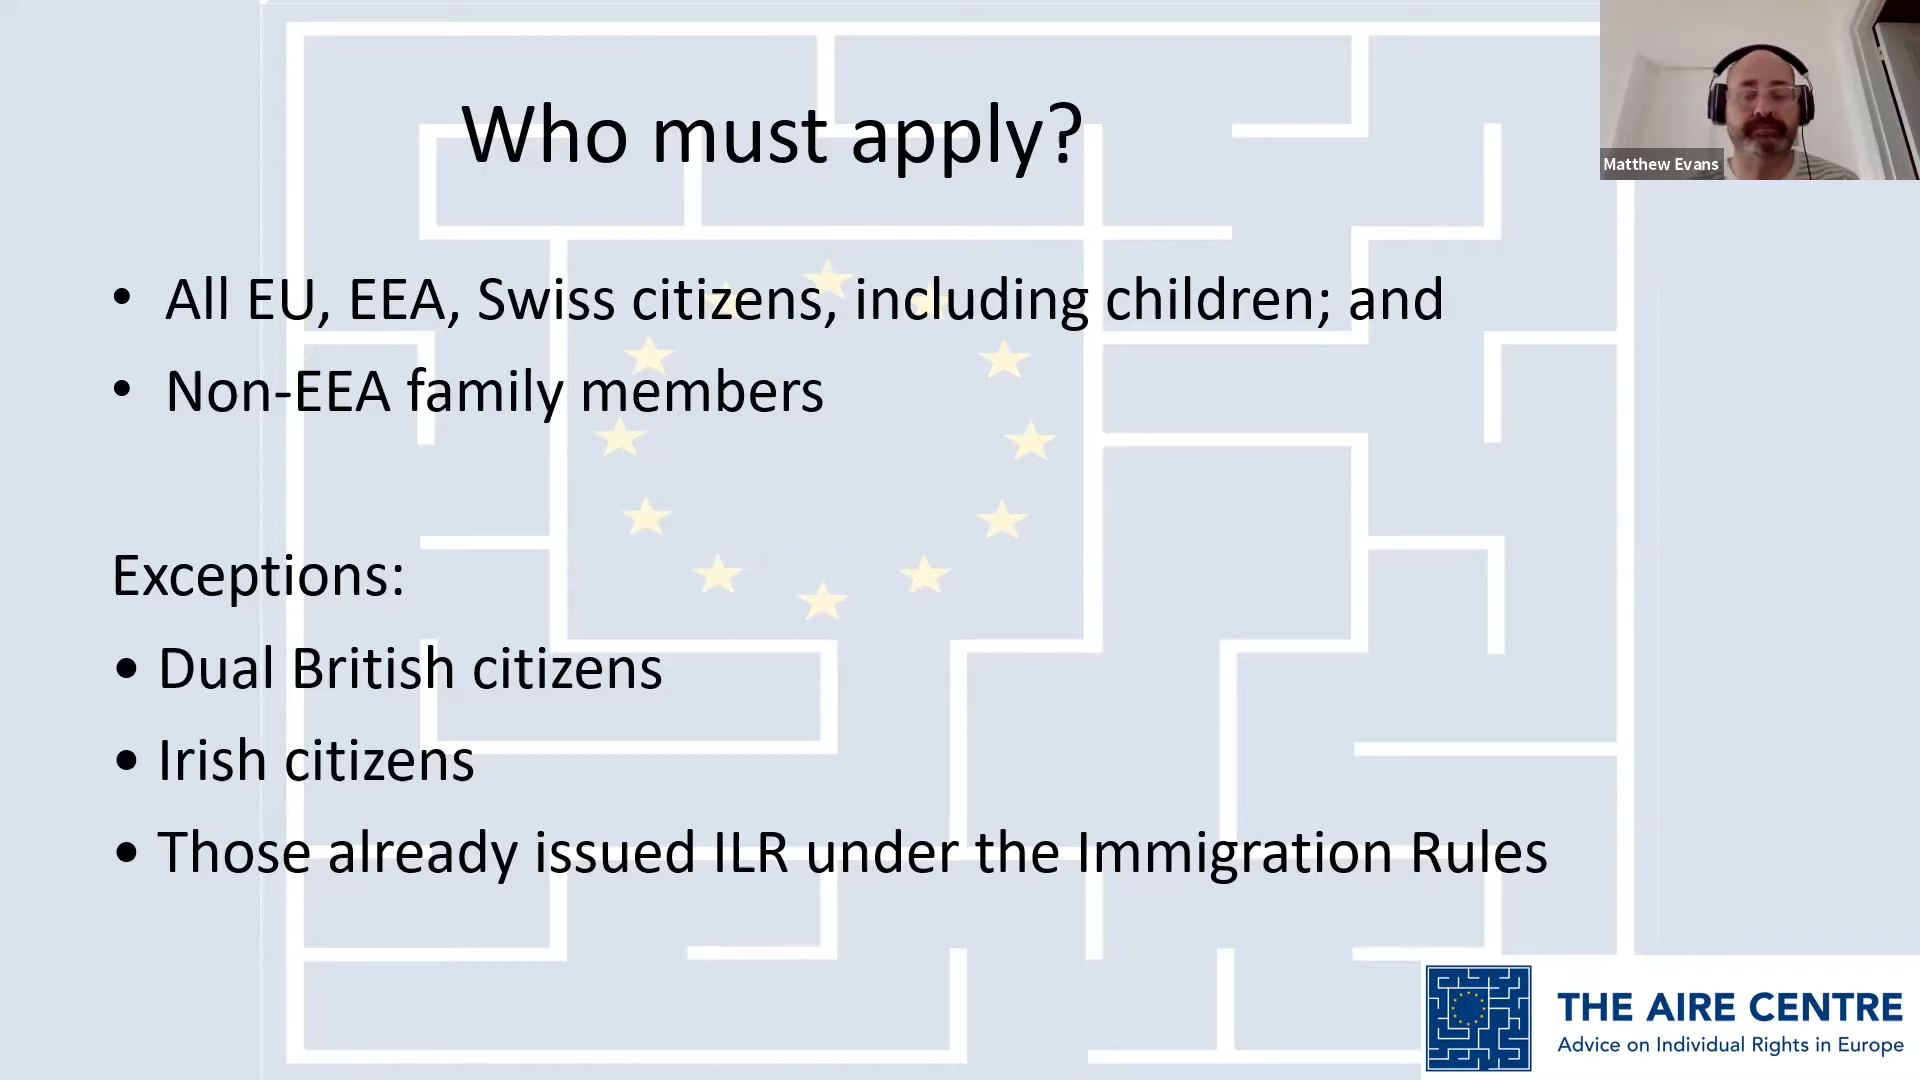 Who must apply?
Matthew Evans
• All EU, EEA, Swiss citizens, including children; and
• Non-EEA family members
Exceptions:
• Dual British citizens
• Irish citizens
• Those already issued ILR under the Immigration Rules
THE AIRE CENTRE
Advice on Individual Rights in Europe